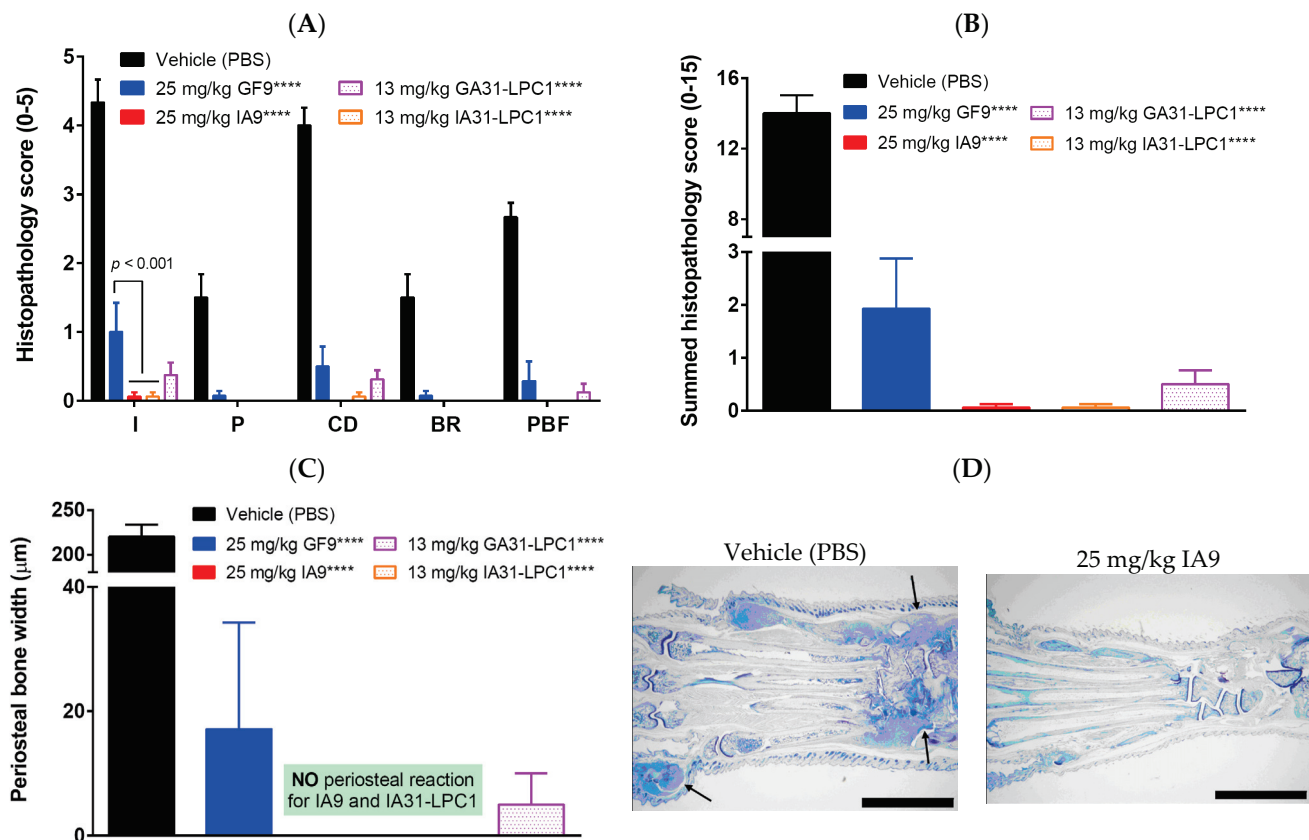 (A)
Histopathology score (0-5)
5
4
3
2
1
0
Vehicle (PBS)
25 mg/kg GF9****
13 mg/kg GA31-LPC1****
25 mg/kg IA9****
13 mg/kg IA31-LPC1****
p < 0.001
I
P
CD
BR
PBF
(B)
Summed histopathology score (0-15)
16
14
12
10
8
6
3
2
1
0
Vehicle (PBS)
25 mg/kg GF9****
13 mg/kg GA31-LPC1****
25 mg/kg IA9****
13 mg/kg IA31-LPC1****
(C)
Periosteal bone width (μm)
250
200
40
20
0
Vehicle (PBS)
25 mg/kg GF9****
13 mg/kg GA31-LPC1****
25 mg/kg IA9****
13 mg/kg IA31-LPC1****
NO periosteal reaction
for IA9 and IA31-LPC1
(D)
Vehicle (PBS)
25 mg/kg IA9